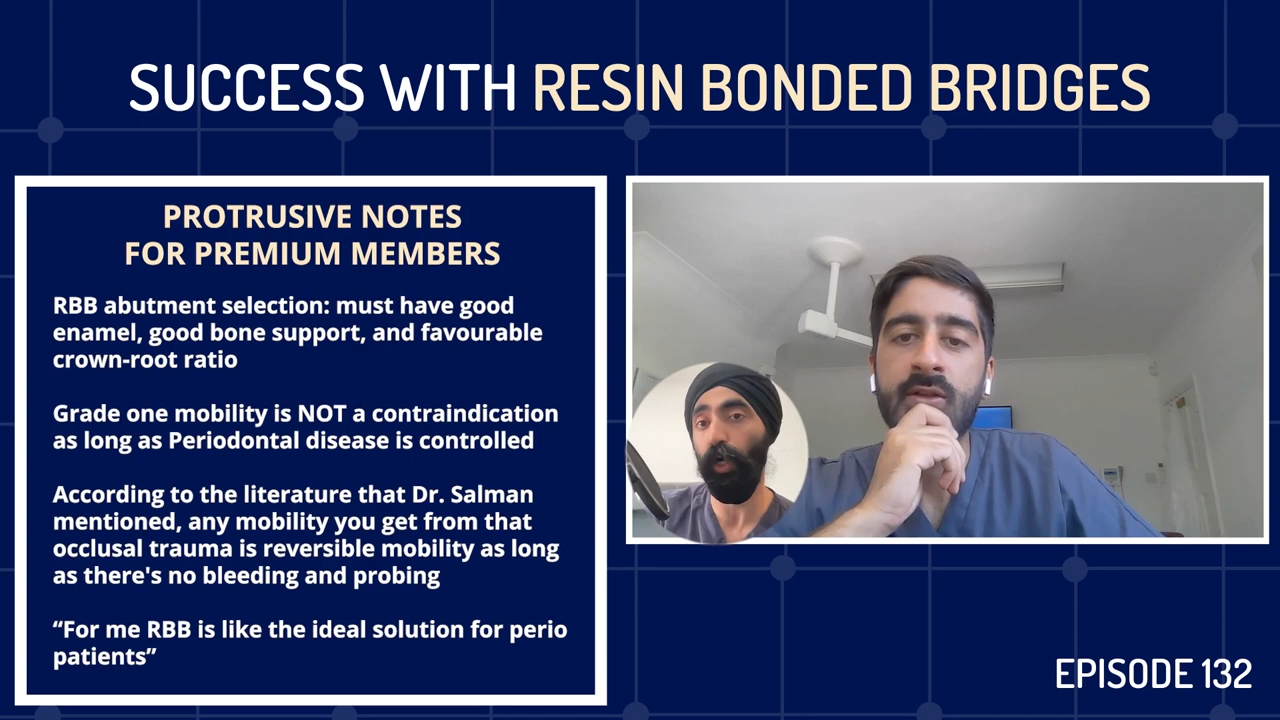 SUCCESS WITH RESIN BONDED BRIDGES
PROTRUSIVE NOTES
FOR PREMIUM MEMBERS
RBB abutment selection: must have good
enamel, good bone support, and favourable
crown-root ratio
Grade one mobility is NOT a contraindication
as long as Periodontal disease is controlled
According to the literature that Dr. Salman
mentioned, any mobility you get from that
occlusal trauma is reversible mobility as long
as there's no bleeding and probing
“For me RBB is like the ideal solution for perio
patients”
EPISODE 132